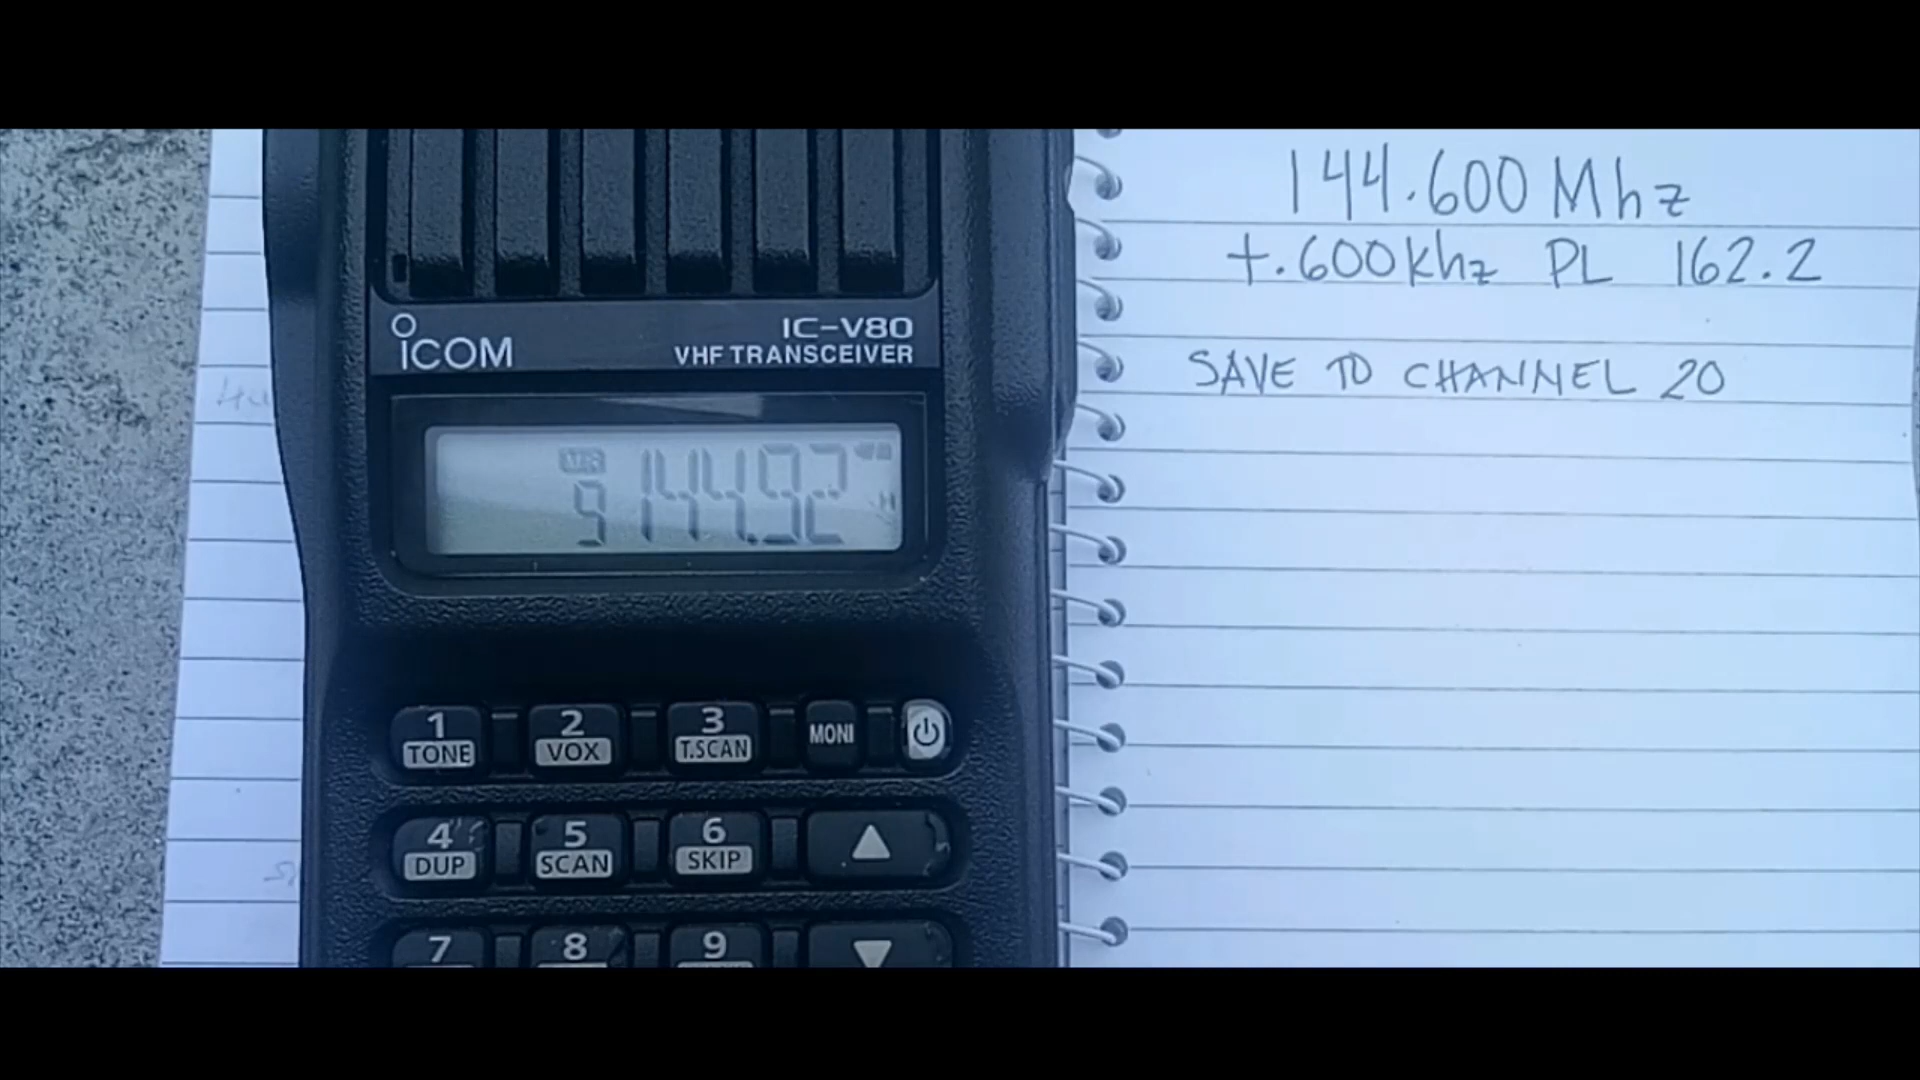 144.600 Mhz
+.600khz PL 162.2
SAVE TO CHANNEL 20
ICOM
IC-V80
VHF TRANSCEIVER
MR
9 144.92
1 2 3 MONI
TONE VOX T.SCAN
4 5 6
DUP SCAN SKIP
7 8 9